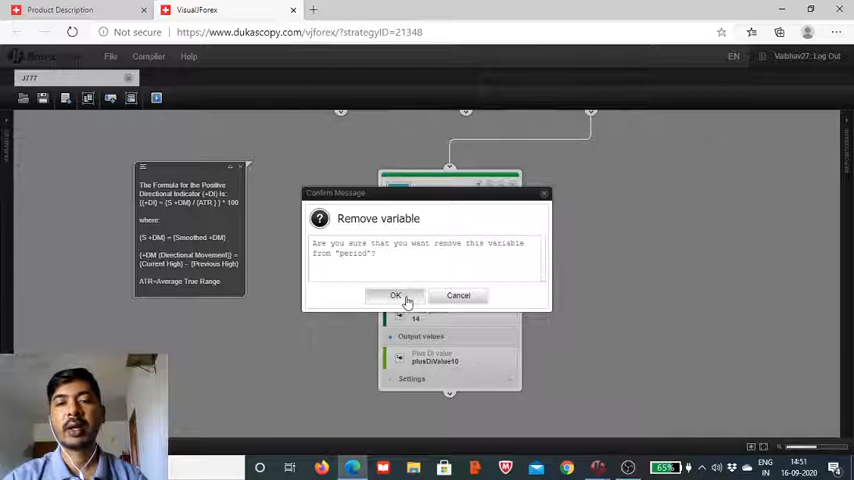 Product Description
VisualJForex
Not secure
https://www.dukascopy.com/vjforex/?strategyID=21348
File
Compiler
Help
EN
Vaibhav27; Log Out
J777
VARIABLES
The Formula for the Positive
Directional Indicator (+DI) Is:
{(+DI) = {S +DM} / {ATR } } * 100
where:
{S +DM} = {Smoothed +DM}
{+DM (Directional Movement)} =
{Current High} - {Previous High}
ATR=Average True Range
Confirm Message
Remove variable
Are you sure that you want remove this variable
from "period"?
OK
Cancel
14
Output values
Plus Di value
plusDiValue10
Settings
65%
ENG
IN
14:51
16-09-2020
4